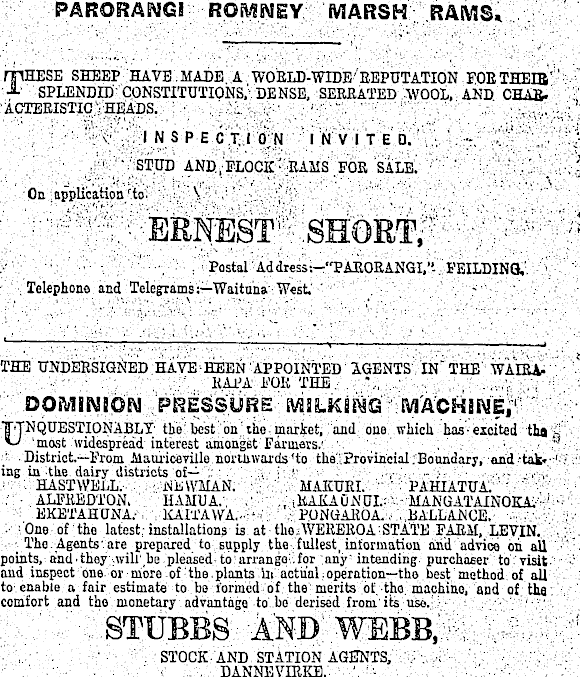 PARORANGI ROMNEY MARSH RAMS.
THESE SHEEP HAVE MADE A WORLD-WIDE REPUTATION FOR THEIR
SPLENDID CONSTITUTIONS, DENSE, SERRATED WOOL, AND CHAR-
ACTERISTIC HEADS.
INSPECTION INVITED.
STUD AND FLOCK RAMS FOR SALE.
On application to
ERNEST SHORT,
Postal Address:—"PARORANGI," FEILDING.
Telephone and Telegrams:—Waituna West.
THE UNDERSIGNED HAVE BEEN APPOINTED AGENTS IN THE WAIRA-
RAPA FOR THE
DOMINION PRESSURE MILKING MACHINE,
UNQUESTIONABLY the best on the market, and one which has excited the
most widespread interest amongst Farmers.
District.—From Mauriceville northwards to the Provincial Boundary, and tak-
ing in the dairy districts of—
HASTWELL. NEWMAN. MAKURI. PAHIATUA.
ALFREDTON. HAMUA. RAKAUNUI. MANGATAINOKA.
EKETAHUNA. KAITAWA. PONGAROA. BALLANCE.
One of the latest installations is at the WEREROA STATE FARM, LEVIN.
The Agents are prepared to supply the fullest information and advice on all
points, and they will be pleased to arrange for any intending purchaser to visit
and inspect one or more of the plants in actual operation—the best method of all
to enable a fair estimate to be formed of the merits of the machine, and of the
comfort and the monetary advantage to be derived from its use.
STUBBS AND WEBB,
STOCK AND STATION AGENTS,
DANNEVIRKE.